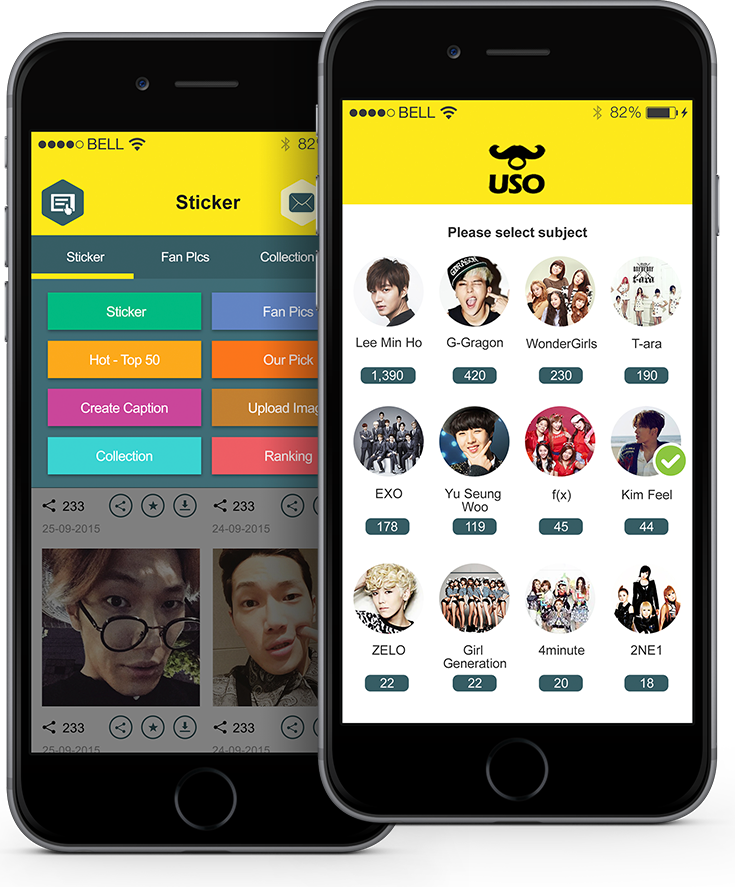 BELL
82
Sticker
Sticker
Fan PIcs
Collection
Sticker
Fan Pics
Hot - Top 50
Our Pick
Create Caption
Upload Imag
Collection
Ranking
233
233
25-09-2015
24-09-2015
233
233
25-09-2015
24-09-2015
BELL
82%
USO
Please select subject
Lee Min Ho
G-Gragon
WonderGirls
T-ara
1,390
420
230
190
EXO
Yu Seung
Woo
f(x)
Kim Feel
178
119
45
44
ZELO
Girl
Generation
4minute
2NE1
22
22
20
18